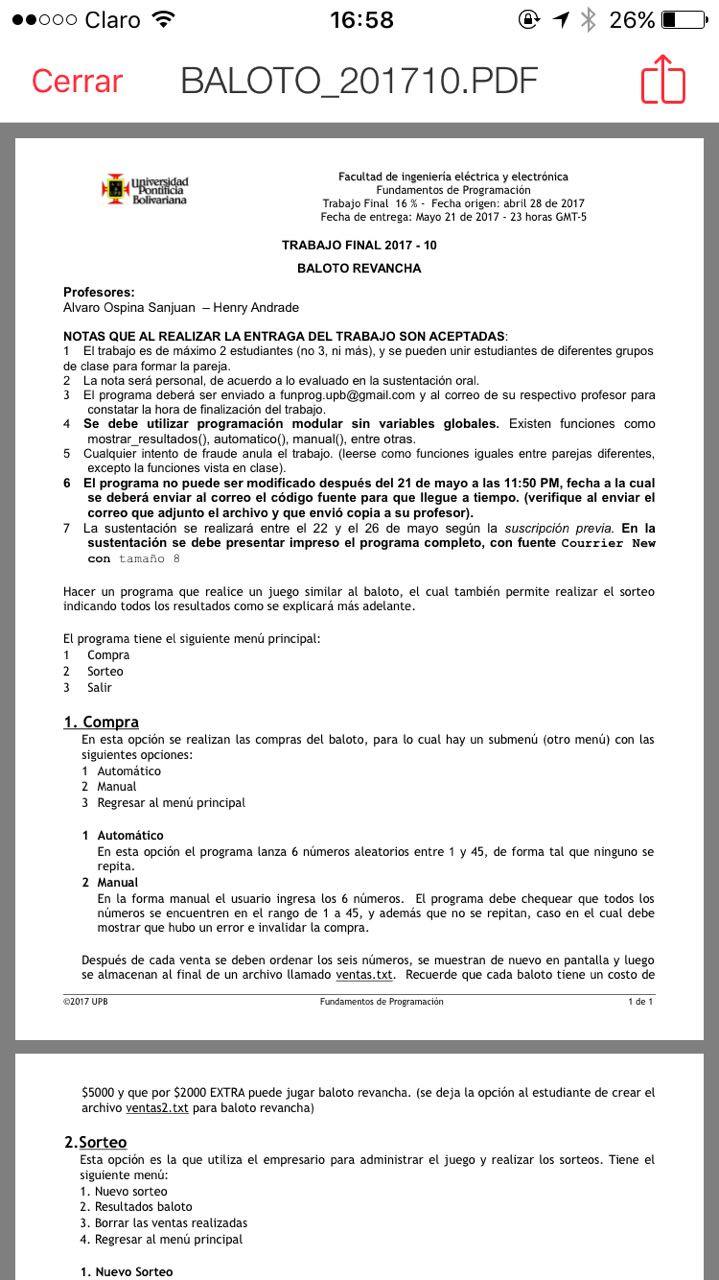 Claro 16:58 26%
Cerrar BALOTO_201710.PDF
Universidad
Pontificia
Bolivariana
Facultad de ingeniería eléctrica y electrónica
Fundamentos de Programación
Trabajo Final 16 % - Fecha origen: abril 28 de 2017
Fecha de entrega: Mayo 21 de 2017 - 23 horas GMT-5
TRABAJO FINAL 2017 - 10
BALOTO REVANCHA
Profesores:
Alvaro Ospina Sanjuan – Henry Andrade
NOTAS QUE AL REALIZAR LA ENTRAGA DEL TRABAJO SON ACEPTADAS:
1 El trabajo es de máximo 2 estudiantes (no 3, ni más), y se pueden unir estudiantes de diferentes grupos
de clase para formar la pareja.
2 La nota será personal, de acuerdo a lo evaluado en la sustentación oral.
3 El programa deberá ser enviado a funprog.upb@gmail.com y al correo de su respectivo profesor para
constatar la hora de finalización del trabajo.
4 Se debe utilizar programación modular sin variables globales. Existen funciones como
mostrar_resultados(), automatico(), manual(), entre otras.
5 Cualquier intento de fraude anula el trabajo. (leerse como funciones iguales entre parejas diferentes,
excepto la funciones vista en clase).
6 El programa no puede ser modificado después del 21 de mayo a las 11:50 PM, fecha a la cual
se deberá enviar al correo el código fuente para que llegue a tiempo. (verifique al enviar el
correo que adjunto el archivo y que envió copia a su profesor).
7 La sustentación se realizará entre el 22 y el 26 de mayo según la suscripción previa. En la
sustentación se debe presentar impreso el programa completo, con fuente Courrier New
con tamaño 8
Hacer un programa que realice un juego similar al baloto, el cual también permite realizar el sorteo
indicando todos los resultados como se explicará más adelante.
El programa tiene el siguiente menú principal:
1 Compra
2 Sorteo
3 Salir
1. Compra
En esta opción se realizan las compras del baloto, para lo cual hay un submenú (otro menú) con las
siguientes opciones:
1 Automático
2 Manual
3 Regresar al menú principal
1 Automático
En esta opción el programa lanza 6 números aleatorios entre 1 y 45, de forma tal que ninguno se
repita.
2 Manual
En la forma manual el usuario ingresa los 6 números. El programa debe chequear que todos los
números se encuentren en el rango de 1 a 45, y además que no se repitan, caso en el cual debe
mostrar que hubo un error e invalidar la compra.
Después de cada venta se deben ordenar los seis números, se muestran de nuevo en pantalla y luego
se almacenan al final de un archivo llamado ventas.txt. Recuerde que cada baloto tiene un costo de
©2017 UPB Fundamentos de Programación 1 de 1
$5000 y que por $2000 EXTRA puede jugar baloto revancha. (se deja la opción al estudiante de crear el
archivo ventas2.txt para baloto revancha)
2.Sorteo
Esta opción es la que utiliza el empresario para administrar el juego y realizar los sorteos. Tiene el
siguiente menú:
1. Nuevo sorteo
2. Resultados baloto
3. Borrar las ventas realizadas
4. Regresar al menú principal
1. Nuevo Sorteo